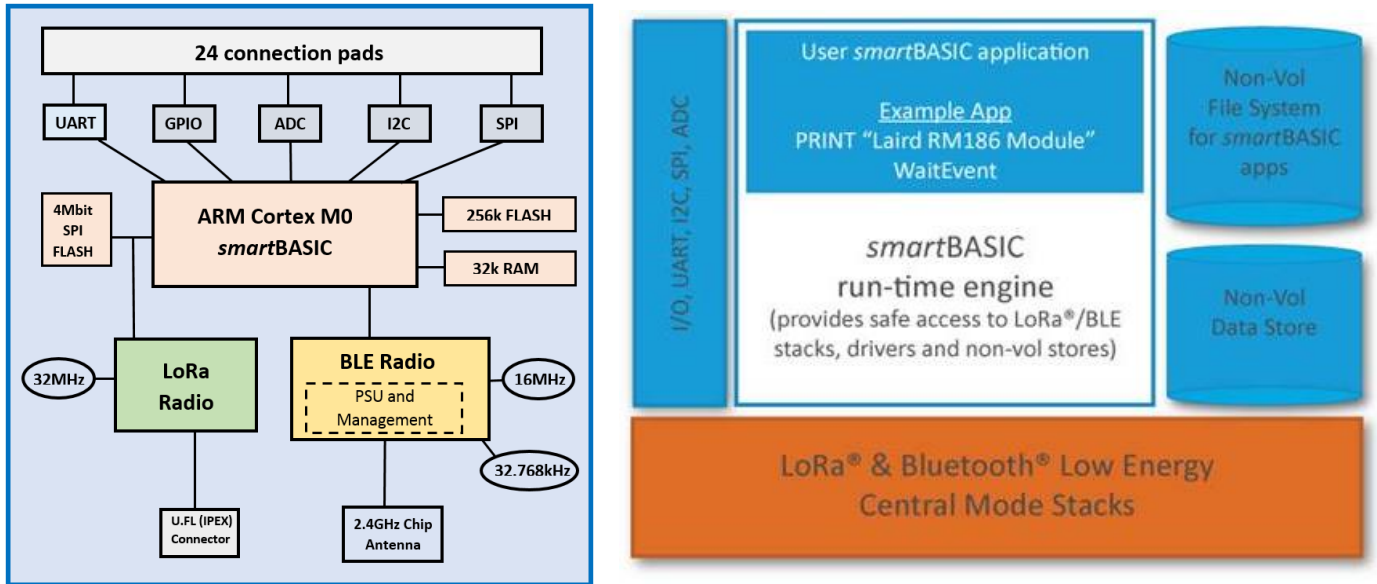 24 connection pads
UART
GPIO
ADC
I2C
SPI
4Mbit
SPI
FLASH
ARM Cortex M0
smartBASIC
256k FLASH
32k RAM
32MHz
LoRa
Radio
BLE Radio
PSU and
Management
16MHz
32.768kHz
U.FL (IPEX)
Connector
2.4GHz Chip
Antenna
I/O, UART, I2C, SPI, ADC
User smartBASIC application
Example App
PRINT “Laird RM186 Module”
WaitEvent
smartBASIC
run-time engine
(provides safe access to LoRa®/BLE
stacks, drivers and non-vol stores)
Non-Vol
File System
for smartBASIC
apps
Non-Vol
Data Store
LoRa® & Bluetooth® Low Energy
Central Mode Stacks